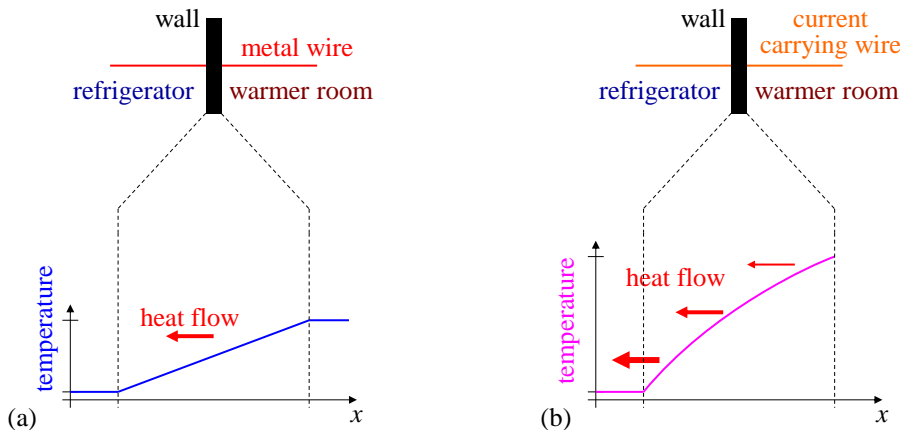 wall
metal wire
refrigerator
warmer room
temperature
heat flow
x
(a)
wall
current
carrying wire
refrigerator
warmer room
temperature
heat flow
x
(b)